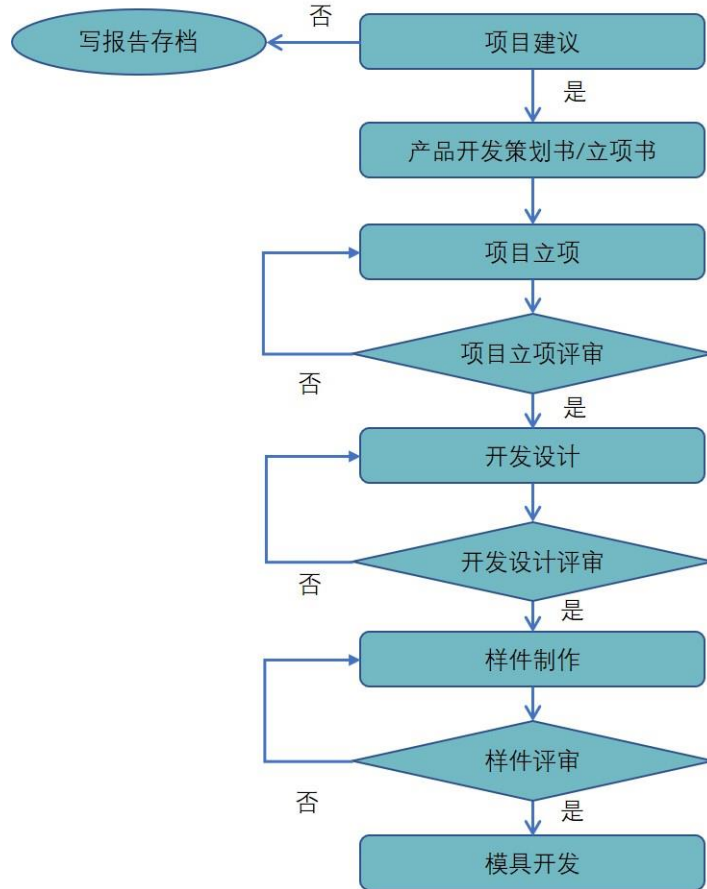 否
写报告存档
项目建议
是
产品开发策划书/立项书
项目立项
项目立项评审
否
是
开发设计
开发设计评审
否
是
样件制作
样件评审
否
是
模具开发